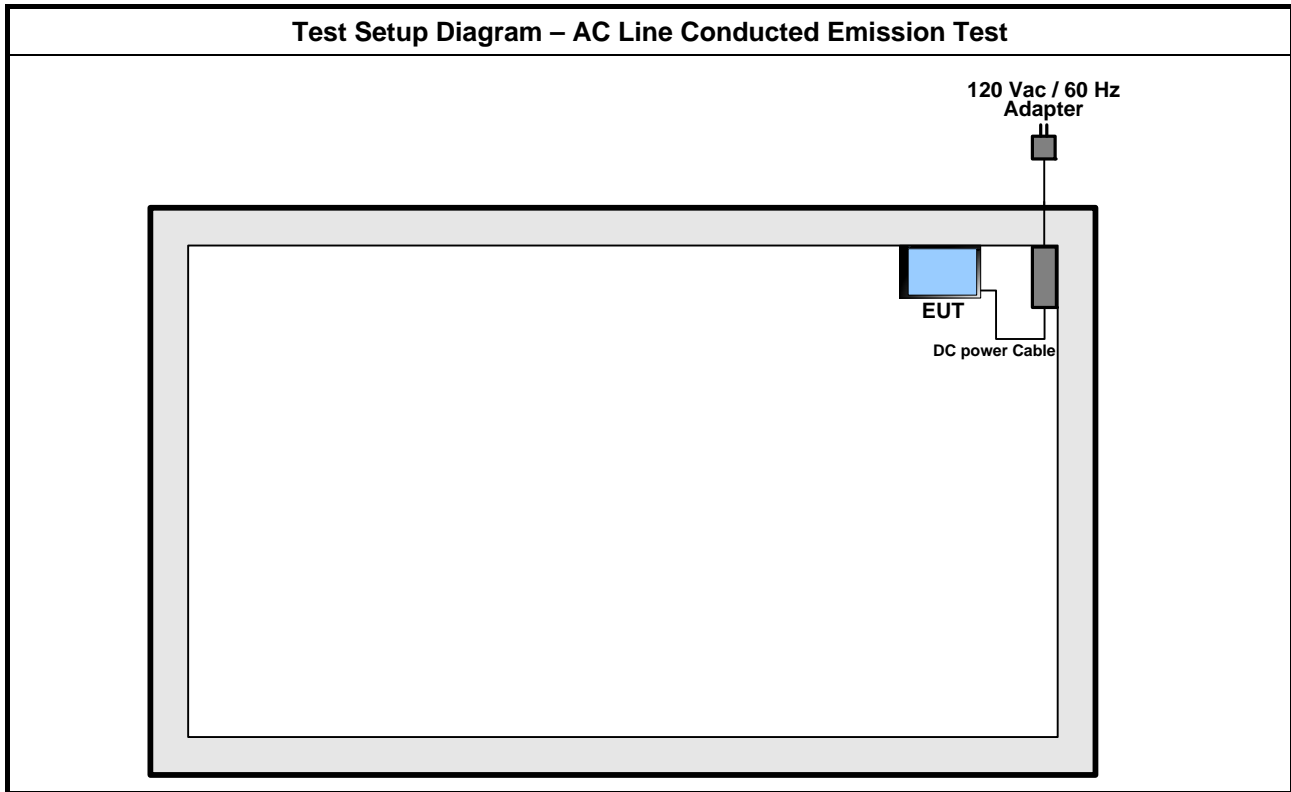 Test Setup Diagram – AC Line Conducted Emission Test
120 Vac / 60 Hz
Adapter
EUT
DC power Cable